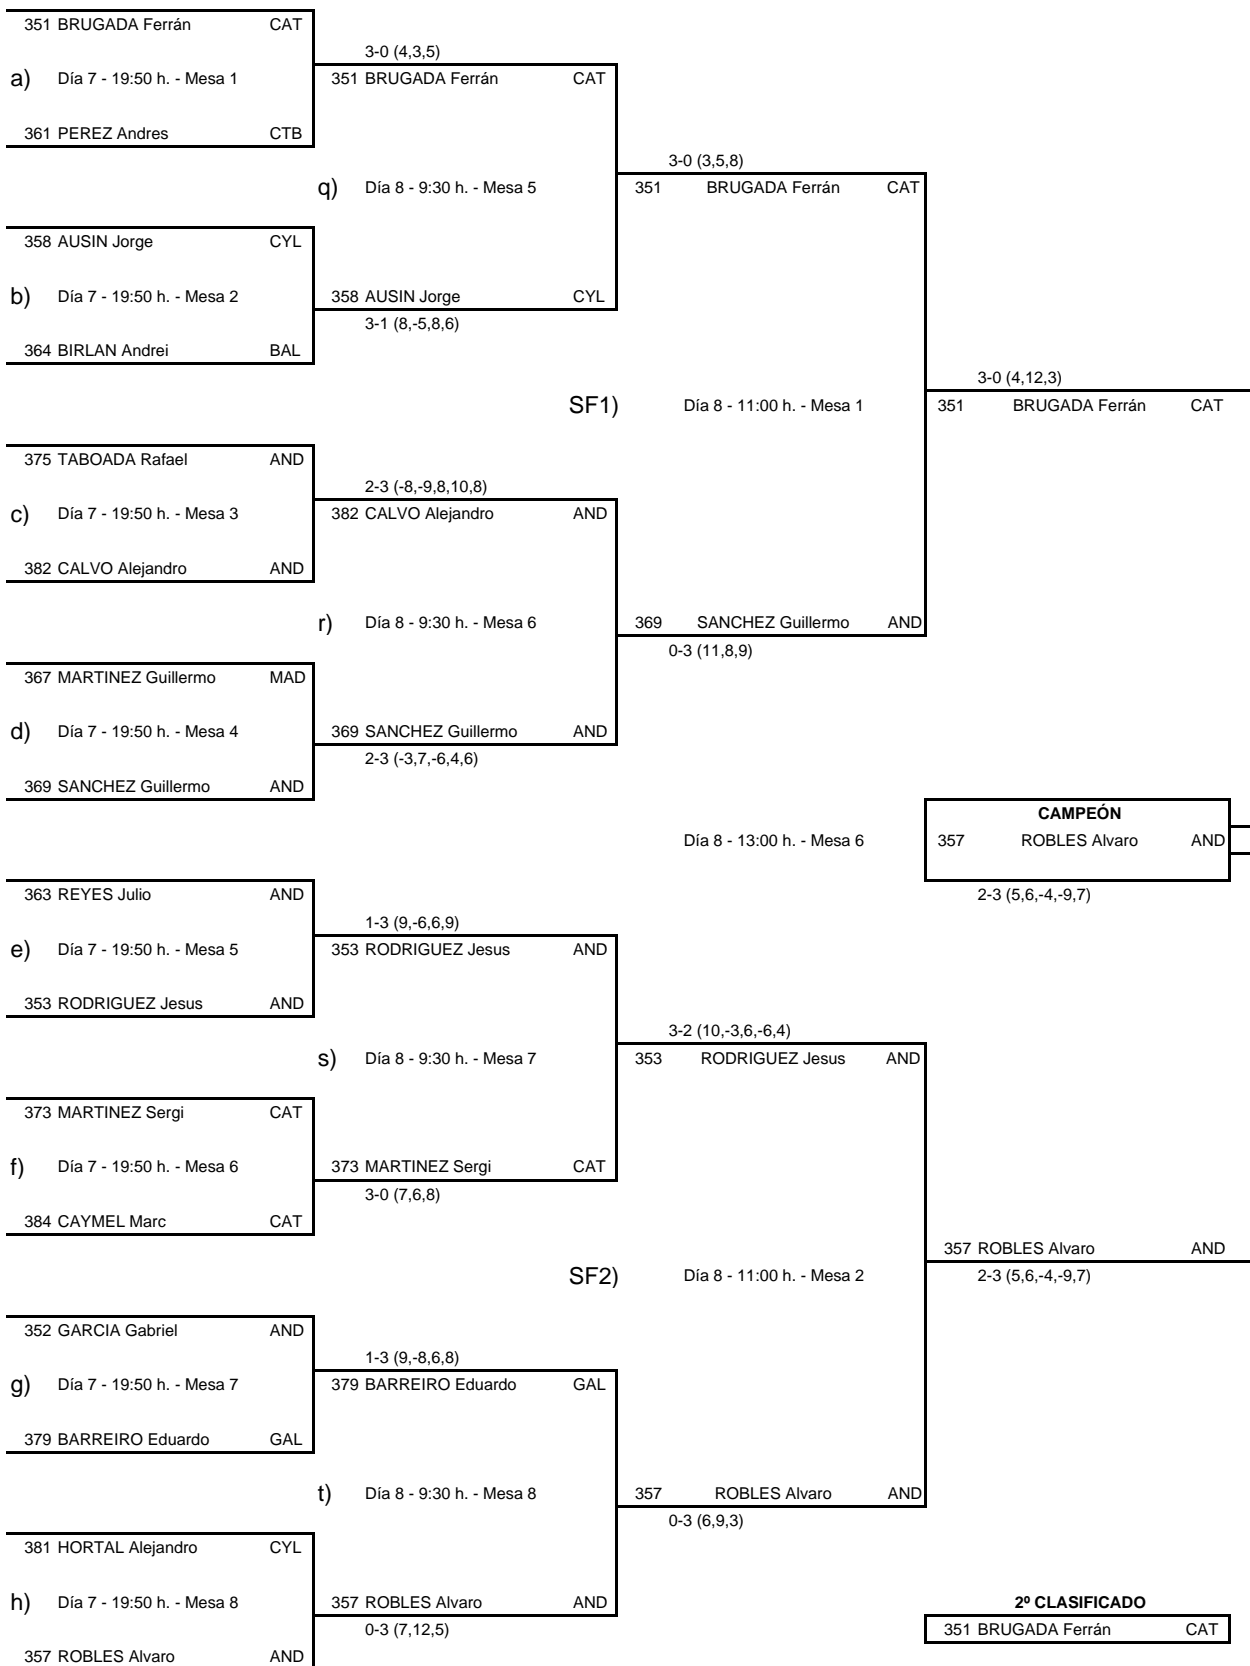 351 BRUGADA Ferrán CAT
3-0 (4,3,5)
a) Día 7 - 19:50 h. - Mesa 1 351 BRUGADA Ferrán CAT
361 PEREZ Andres CTB
3-0 (3,5,8)
q) Día 8 - 9:30 h. - Mesa 5 351 BRUGADA Ferrán CAT
358 AUSIN Jorge CYL
b) Día 7 - 19:50 h. - Mesa 2 358 AUSIN Jorge CYL
3-1 (8,-5,8,6)
364 BIRLAN Andrei BAL
3-0 (4,12,3)
SF1) Día 8 - 11:00 h. - Mesa 1 351 BRUGADA Ferrán CAT
375 TABOADA Rafael AND
2-3 (-8,-9,8,10,8)
c) Día 7 - 19:50 h. - Mesa 3 382 CALVO Alejandro AND
382 CALVO Alejandro AND
r) Día 8 - 9:30 h. - Mesa 6 369 SANCHEZ Guillermo AND
0-3 (11,8,9)
367 MARTINEZ Guillermo MAD
d) Día 7 - 19:50 h. - Mesa 4 369 SANCHEZ Guillermo AND
2-3 (-3,7,-6,4,6)
369 SANCHEZ Guillermo AND
CAMPEÓN
Día 8 - 13:00 h. - Mesa 6 357 ROBLES Alvaro AND
363 REYES Julio AND 2-3 (5,6,-4,-9,7)
1-3 (9,-6,6,9)
e) Día 7 - 19:50 h. - Mesa 5 353 RODRIGUEZ Jesus AND
353 RODRIGUEZ Jesus AND
3-2 (10,-3,6,-6,4)
s) Día 8 - 9:30 h. - Mesa 7 353 RODRIGUEZ Jesus AND
373 MARTINEZ Sergi CAT
f) Día 7 - 19:50 h. - Mesa 6 373 MARTINEZ Sergi CAT
3-0 (7,6,8)
384 CAYMEL Marc CAT
357 ROBLES Alvaro AND
SF2) Día 8 - 11:00 h. - Mesa 2 2-3 (5,6,-4,-9,7)
352 GARCIA Gabriel AND
1-3 (9,-8,6,8)
g) Día 7 - 19:50 h. - Mesa 7 379 BARREIRO Eduardo GAL
379 BARREIRO Eduardo GAL
t) Día 8 - 9:30 h. - Mesa 8 357 ROBLES Alvaro AND
0-3 (6,9,3)
381 HORTAL Alejandro CYL
h) Día 7 - 19:50 h. - Mesa 8 357 ROBLES Alvaro AND 2º CLASIFICADO
0-3 (7,12,5) 351 BRUGADA Ferrán CAT
357 ROBLES Alvaro AND